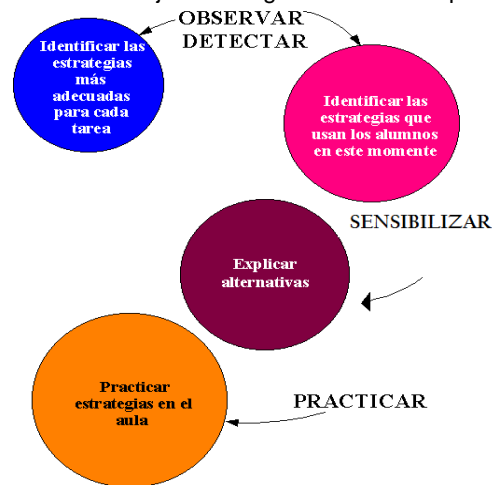 OBSERVAR
DETECTAR
Identificar las
estrategias
más
adecuadas
para cada
tarea
Identificar las
estrategias que
usan los alumnos
en este momente
SENSIBILIZAR
Explicar
alternativas
Practicar
estrategias en el
aula
PRACTICAR